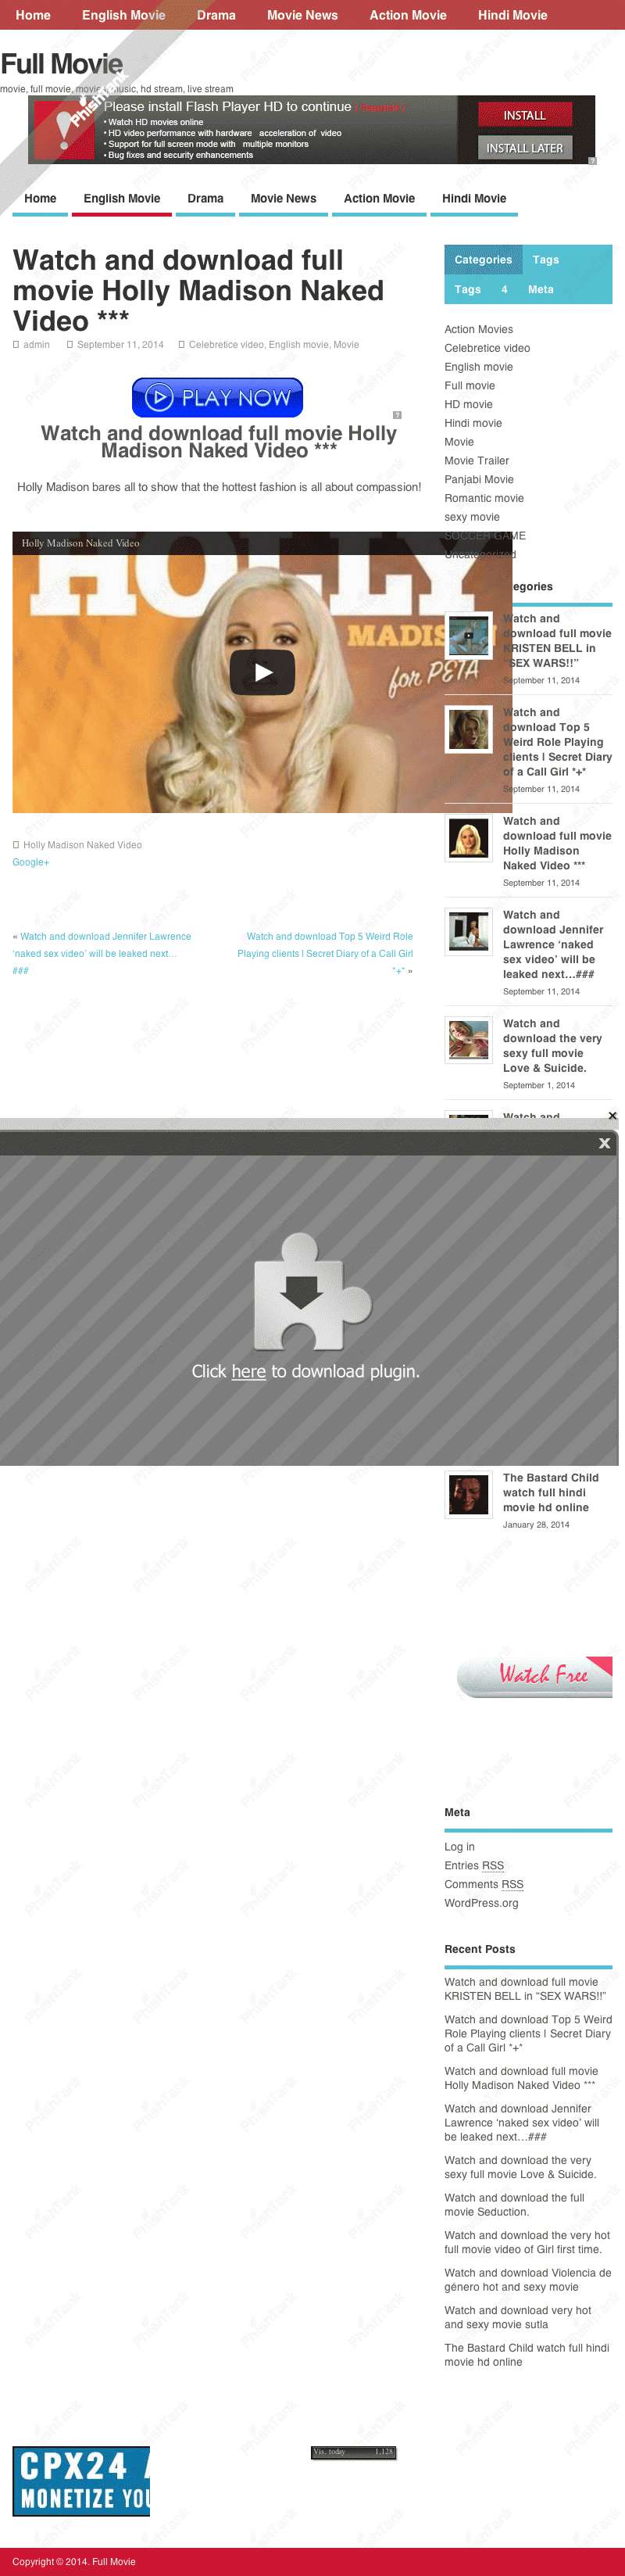 Home English Movie Drama Movie News Action Movie Hindi Movie
Full Movie
movie, full movie, movie, music, hd stream, live stream
PhishTank
Please install Flash Player HD to continue
• Watch HD movies online
• HD video performance with hardware acceleration of video
• Support for full screen mode with multiple monitors
• Bug fixes and security enhancements
INSTALL
INSTALL LATER
Home English Movie Drama Movie News Action Movie Hindi Movie
Watch and download full
movie Holly Madison Naked
Video ***
admin September 11, 2014 Celebretice video, English movie, Movie
PLAY NOW
Watch and download full movie Holly
Madison Naked Video ***
Holly Madison bares all to show that the hottest fashion is all about compassion!
Holly Madison Naked Video
HOLLY
MADISON
for PETA
Holly Madison Naked Video
Google+
« Watch and download Jennifer Lawrence
‘naked sex video’ will be leaked next…
###
Watch and download Top 5 Weird Role
Playing clients | Secret Diary of a Call Girl
*+* »
Categories Tags
Tags 4 Meta
Action Movies
Celebretice video
English movie
Full movie
HD movie
Hindi movie
Movie
Movie Trailer
Panjabi Movie
Romantic movie
sexy movie
SOCCER GAME
Uncategorized
egories
Watch and
download full movie
KRISTEN BELL in
“SEX WARS!!”
September 11, 2014
Watch and
download Top 5
Weird Role Playing
clients | Secret Diary
of a Call Girl *+*
September 11, 2014
Watch and
download full movie
Holly Madison
Naked Video ***
September 11, 2014
Watch and
download Jennifer
Lawrence ‘naked
sex video’ will be
leaked next…###
September 11, 2014
Watch and
download the very
sexy full movie
Love & Suicide.
September 1, 2014
Watch and
X
Click here to download plugin.
The Bastard Child
watch full hindi
movie hd online
January 28, 2014
Watch Free
Meta
Log in
Entries RSS
Comments RSS
WordPress.org
Recent Posts
Watch and download full movie
KRISTEN BELL in “SEX WARS!!”
Watch and download Top 5 Weird
Role Playing clients | Secret Diary
of a Call Girl *+*
Watch and download full movie
Holly Madison Naked Video ***
Watch and download Jennifer
Lawrence ‘naked sex video’ will
be leaked next…###
Watch and download the very
sexy full movie Love & Suicide.
Watch and download the full
movie Seduction.
Watch and download the very hot
full movie video of Girl first time.
Watch and download Violencia de
género hot and sexy movie
Watch and download very hot
and sexy movie sutla
The Bastard Child watch full hindi
movie hd online
CPX24
MONETIZE YOU
Vis. today 1,128
Copyright © 2014. Full Movie